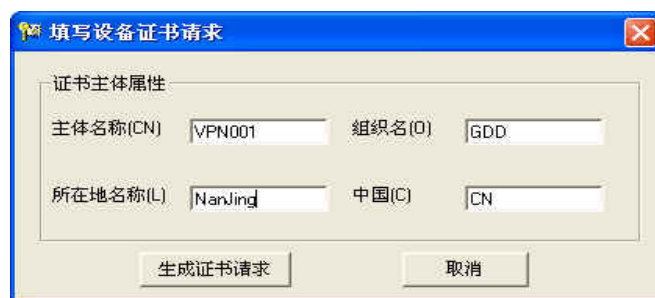 填写设备证书请求
证书主体属性
主体名称(CN) VPN001 组织名(O) GDD
所在地名称(L) NanJing 中国(C) CN
生成证书请求 取消